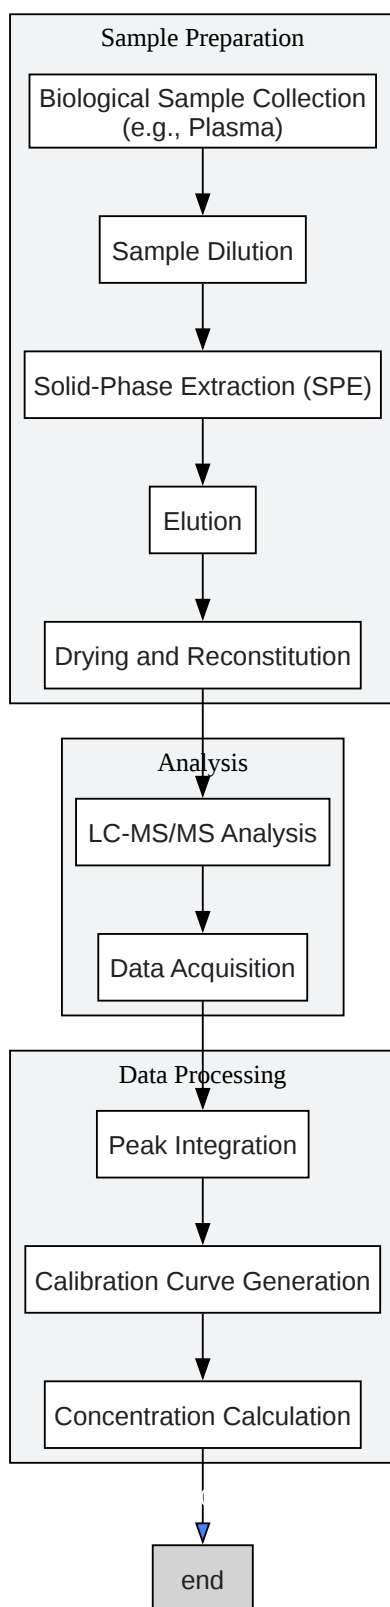 Sample Preparation
Biological Sample Collection
(e.g., Plasma)
Sample Dilution
Solid-Phase Extraction (SPE)
Elution
Drying and Reconstitution
Analysis
LC-MS/MS Analysis
Data Acquisition
Data Processing
Peak Integration
Calibration Curve Generation
Concentration Calculation
end